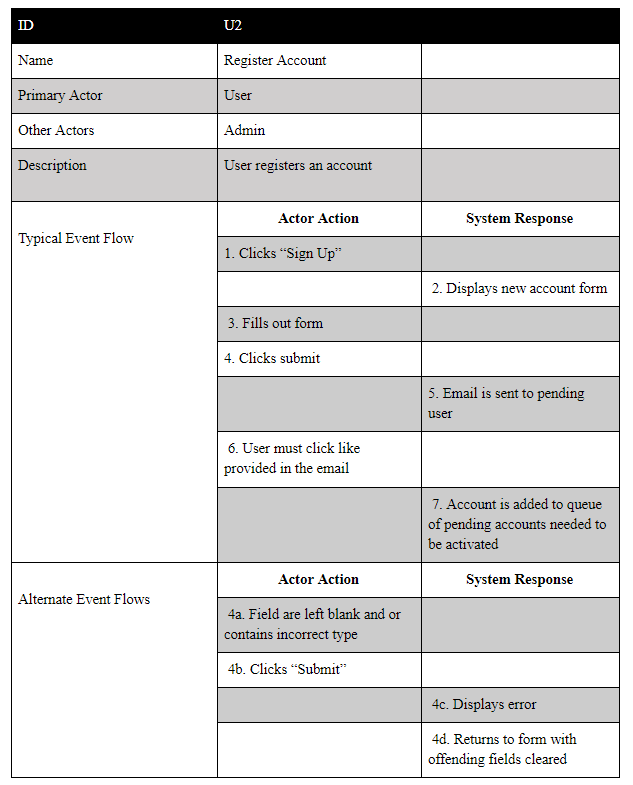 ID U2
Name Register Account
Primary Actor User
Other Actors Admin
Description User registers an account
Actor Action System Response
Typical Event Flow
1. Clicks “Sign Up”
2. Displays new account form
3. Fills out form
4. Clicks submit
5. Email is sent to pending
user
6. User must click like
provided in the email
7. Account is added to queue
of pending accounts needed to
be activated
Actor Action System Response
Alternate Event Flows
4a. Field are left blank and or
contains incorrect type
4b. Clicks “Submit”
4c. Displays error
4d. Returns to form with
offending fields cleared